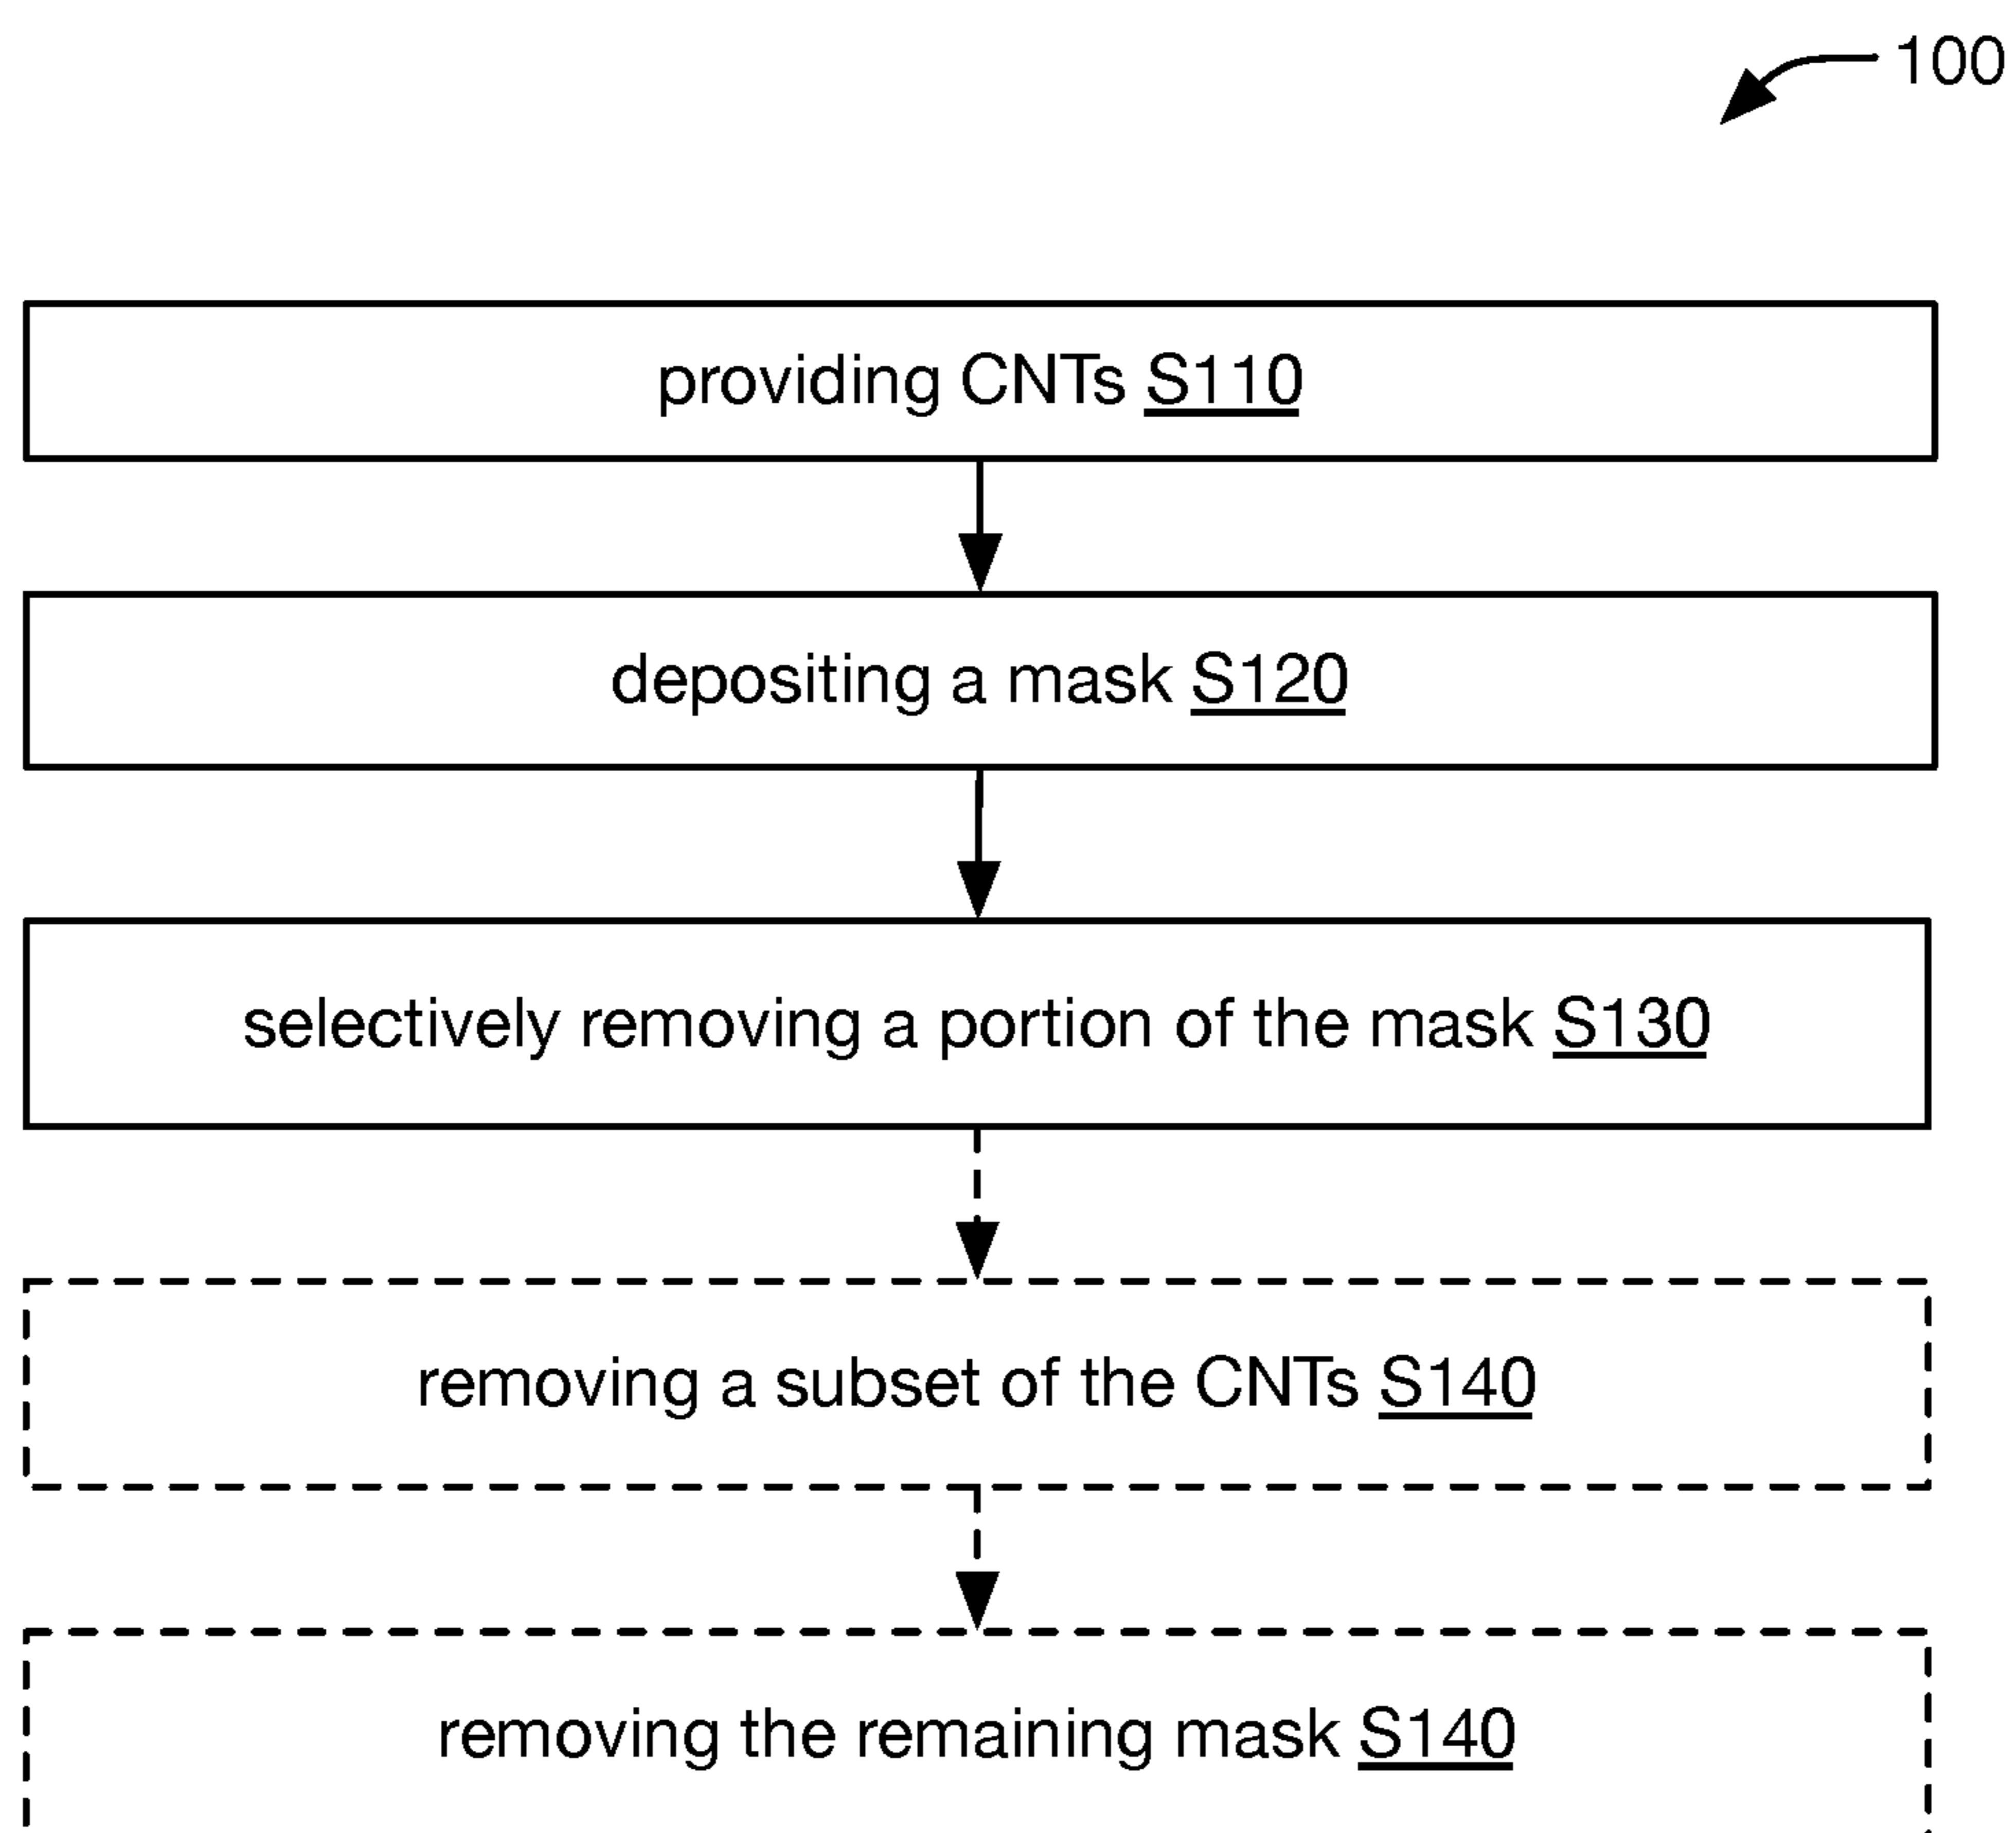 100
providing CNTs S110
depositing a mask S120
selectively removing a portion of the mask S130
removing a subset of the CNTs S140
removing the remaining mask S140